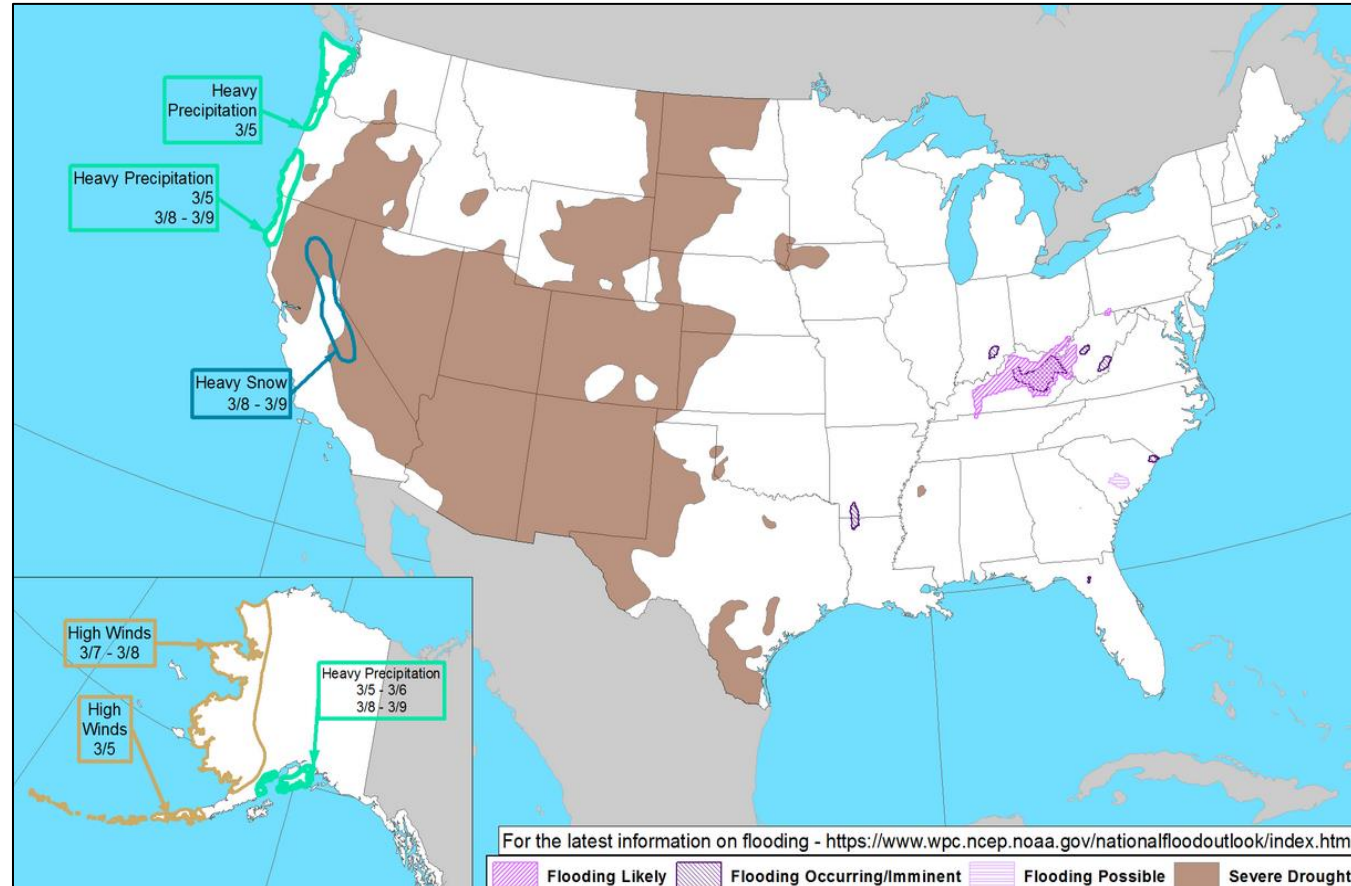 Heavy
Precipitation
3/5
Heavy Precipitation
3/5
3/8 - 3/9
Heavy Snow
3/8 - 3/9
High Winds
3/7 - 3/8
High
Winds
3/5
Heavy Precipitation
3/5 - 3/6
3/8 - 3/9
For the latest information on flooding - https://www.wpc.ncep.noaa.gov/nationalfloodoutlook/index.htm
Flooding Likely
Flooding Occurring/Imminent
Flooding Possible
Severe Drought